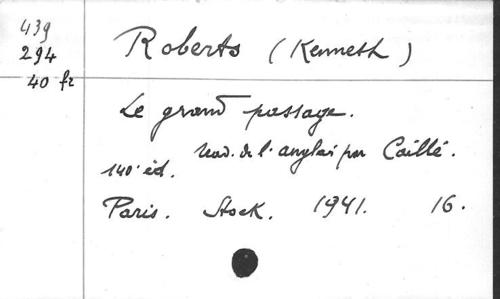 439
294
40 fr
Roberts (Kenneth)
Le grand passage.
trad. de l'anglais par Caillé.
140e éd.
Paris. Stock. 1941. 16.